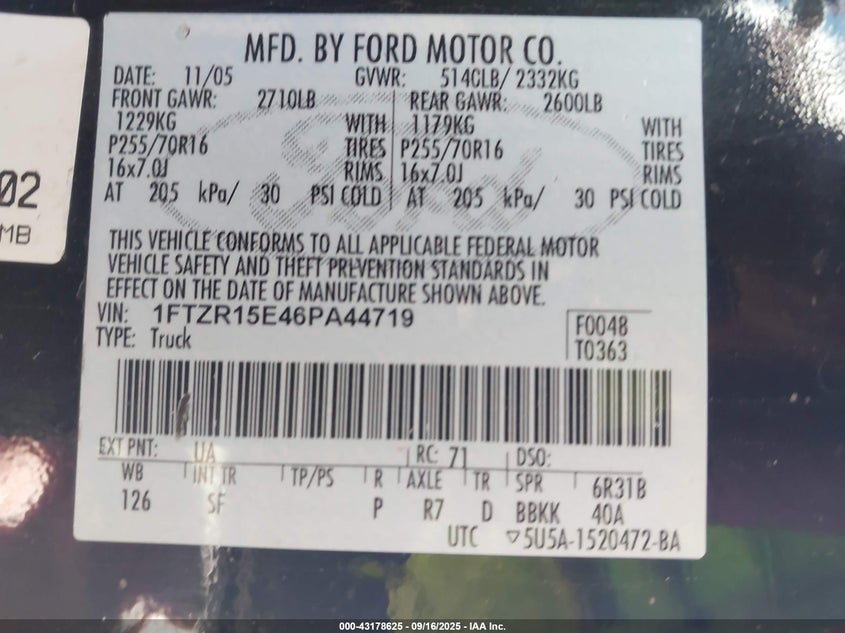 MFD. BY FORD MOTOR CO.
DATE: 11/05 GVWR: 5140LB/ 2332KG
FRONT GAWR: 2710LB REAR GAWR: 2600LB
1229KG WITH 1179KG WITH
P255/70R16 TIRES P255/70R16 TIRES
16x7.0J RIMS 16x7.0J RIMS
AT 205 kPa/ 30 PSI COLD AT 205 kPa/ 30 PSI COLD
Ford
THIS VEHICLE CONFORMS TO ALL APPLICABLE FEDERAL MOTOR
VEHICLE SAFETY AND THEFT PREVENTION STANDARDS IN
EFFECT ON THE DATE OF MANUFACTURE SHOWN ABOVE.
VIN: 1FTZR15E46PA44719 F0048
TYPE: Truck T0363
EXT PNT: UA RC: 71 DSO:
WB INT TR TP/PS R AXLE TR SPR 6R31B
126 SF P R7 D BBKK 40A
UTC ▽5U5A-1520472-BA
02
MB
000-43178625 - 09/16/2025 - IAA Inc.